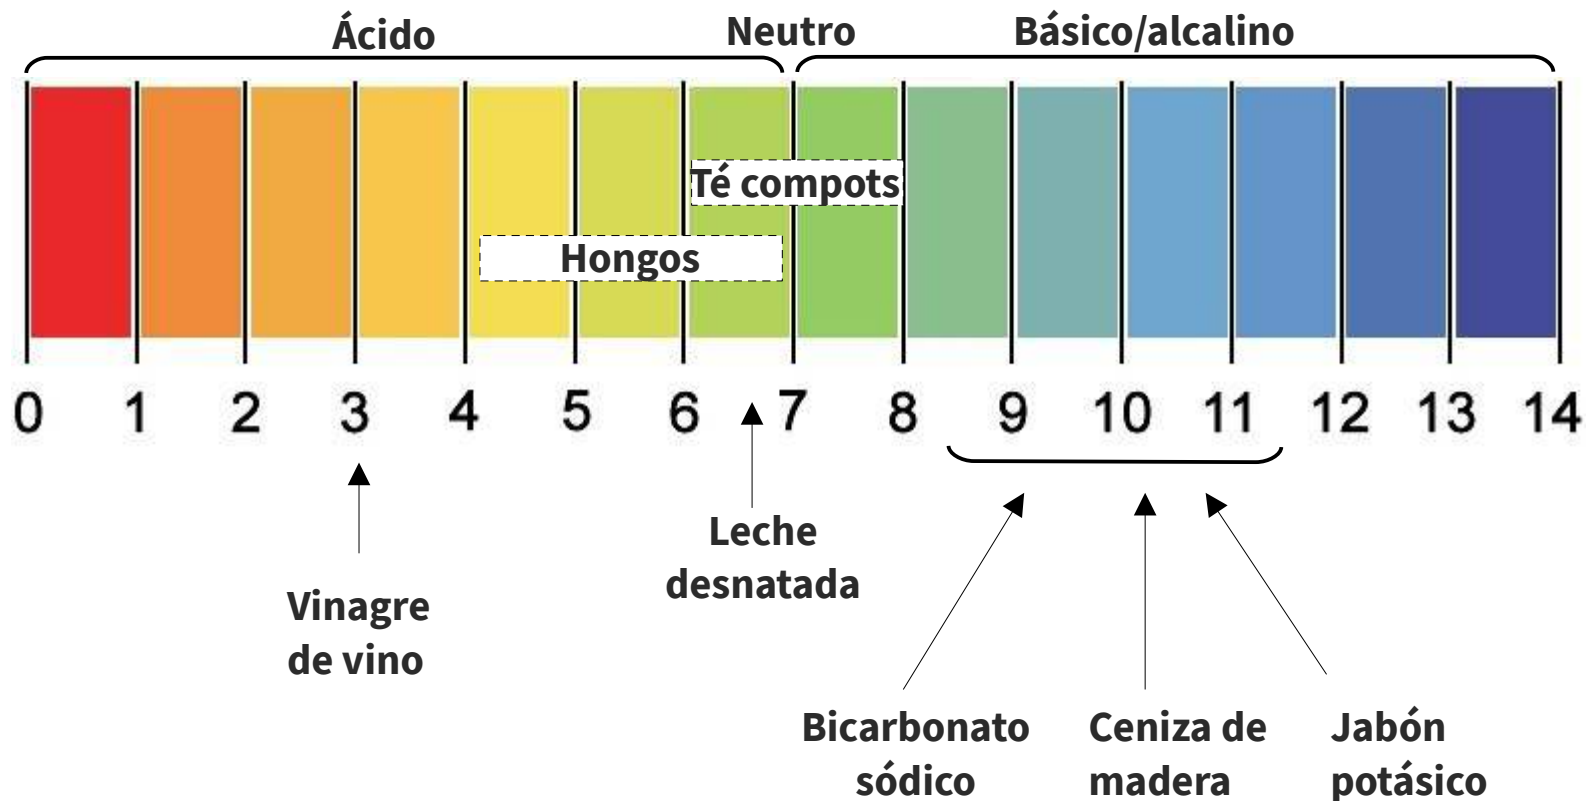 Ácido Neutro Básico/alcalino
Té compots
Hongos
0 1 2 3 4 5 6 7 8 9 10 11 12 13 14
Vinagre
de vino
Leche
desnatada
Bicarbonato
sódico
Ceniza de
madera
Jabón
potásico